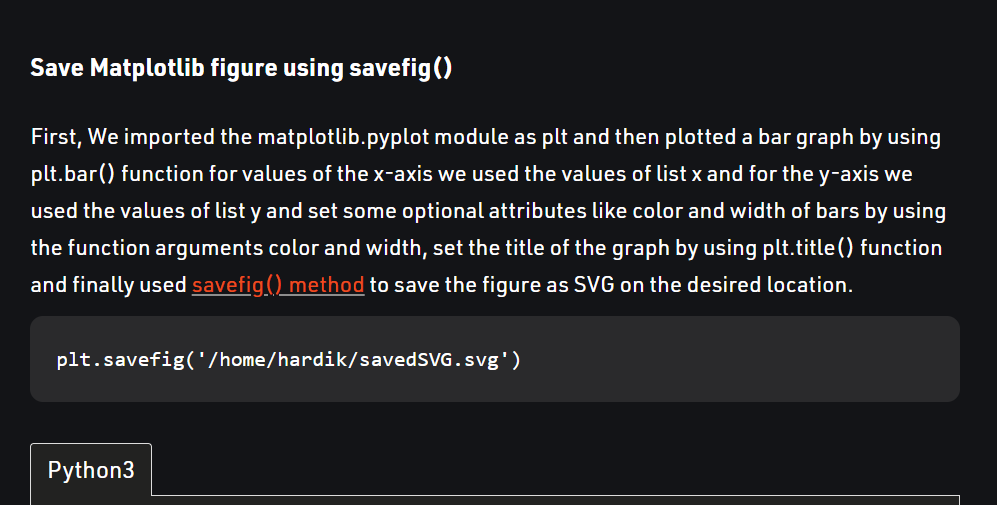 Save Matplotlib figure using savefig()
First, We imported the matplotlib.pyplot module as plt and then plotted a bar graph by using
plt.bar() function for values of the x-axis we used the values of list x and for the y-axis we
used the values of list y and set some optional attributes like color and width of bars by using
the function arguments color and width, set the title of the graph by using plt.title() function
and finally used savefig() method to save the figure as SVG on the desired location.
plt.savefig('/home/hardik/savedSVG.svg')
Python3